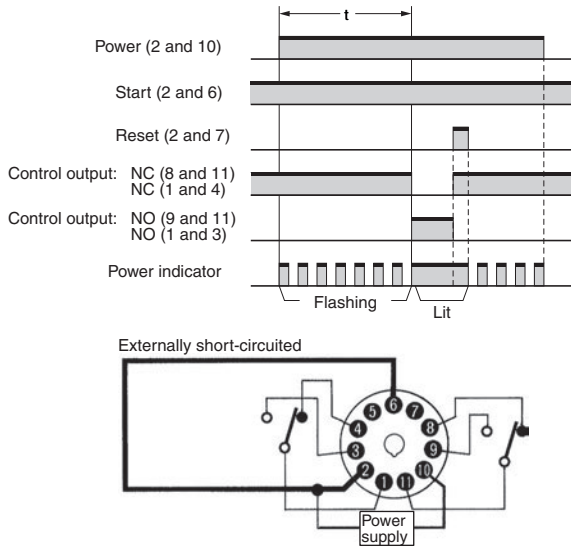 t
Power (2 and 10)
Start (2 and 6)
Reset (2 and 7)
Control output: NC (8 and 11)
NC (1 and 4)
Control output: NO (9 and 11)
NO (1 and 3)
Power indicator
Flashing
Lit
Externally short-circuited
6
5
7
4
8
3
9
2
10
1
11
Power
supply